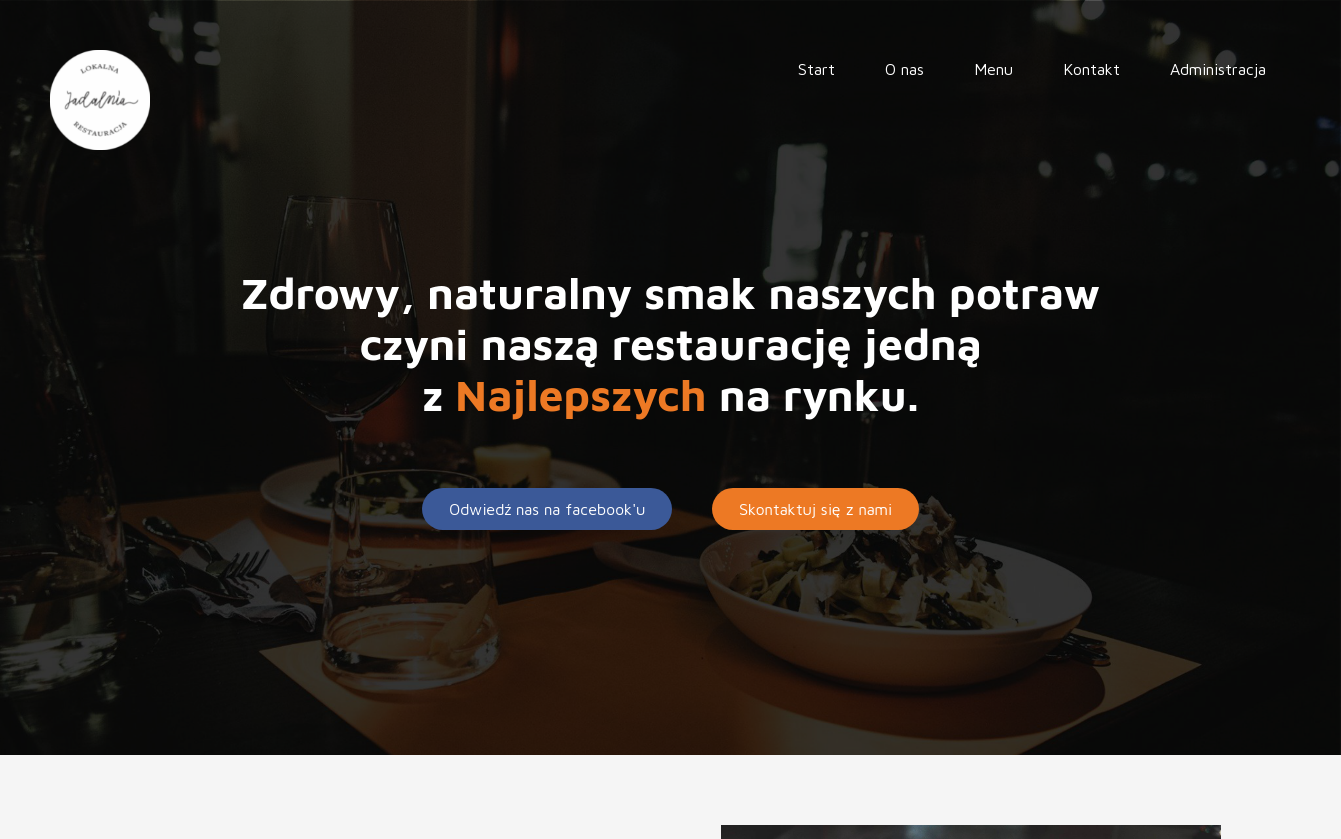 LOKALNA
Jadalnia
RESTAURACJA
Start
O nas
Menu
Kontakt
Administracja
Zdrowy, naturalny smak naszych potraw
czyni naszą restaurację jedną
z Najlepszych na rynku.
Odwiedź nas na facebook'u
Skontaktuj się z nami